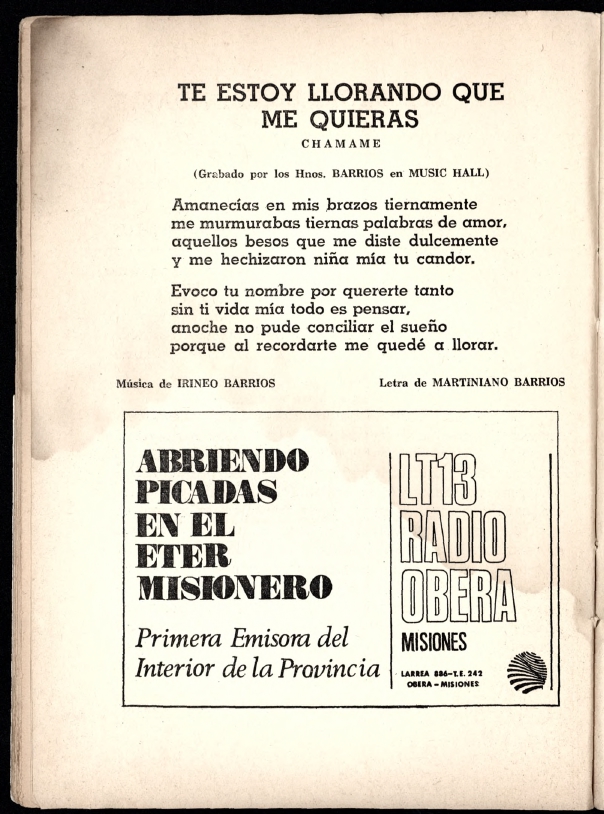 TE ESTOY LLORANDO QUE
ME QUIERAS
CHAMAME
(Grabado por los Hnos. BARRIOS en MUSIC HALL)
Amanecías en mis brazos tiernamente
me murmurabas tiernas palabras de amor,
aquellos besos que me diste dulcemente
y me hechizaron niña mía tu candor.
Evoco tu nombre por quererte tanto
sin ti vida mía todo es pensar,
anoche no pude conciliar el sueño
porque al recordarte me quedé a llorar.
Música de IRINEO BARRIOS
Letra de MARTINIANO BARRIOS
ABRIENDO
PICADAS
EN EL
ETER
MISIONERO
Primera Emisora del
Interior de la Provincia
LT13
RADIO
OBERA
MISIONES
LARREA 886-T.E. 242
OBERA - MISIONES